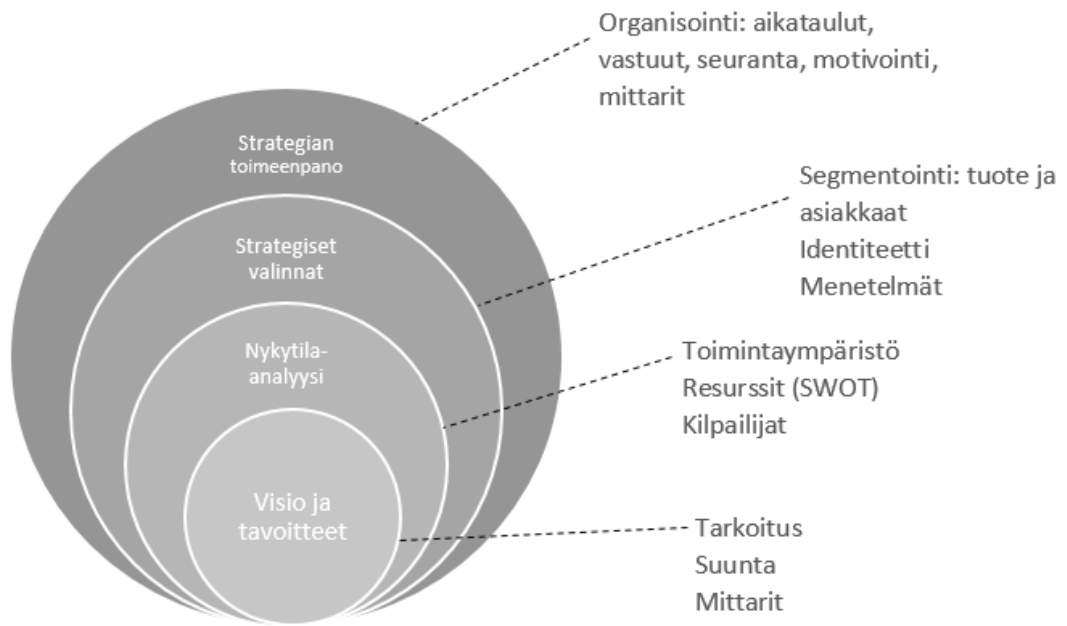 Organisointi: aikataulut,
vastuut, seuranta, motivointi,
mittarit
Strategian
toimeenpano
Segmentointi: tuote ja
asiakkaat
Identiteetti
Menetelmät
Strategiset
valinnat
Toimintaympäristö
Resurssit (SWOT)
Kilpailijat
Nykytila-
analyysi
Visio ja
tavoitteet
Tarkoitus
Suunta
Mittarit